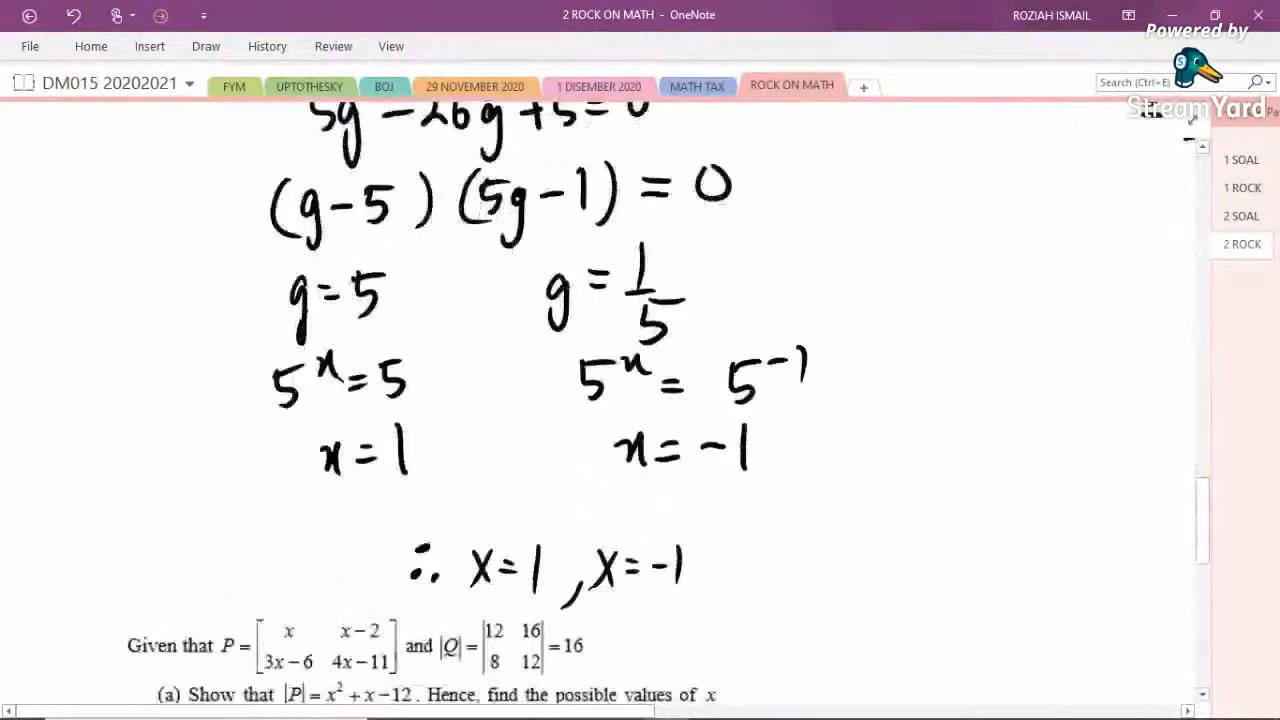 2 ROCK ON MATH - OneNote
ROZIAH ISMAIL
Powered by
StreamYard
File Home Insert Draw History Review View
DM015 20202021 FYM UPTOTHESKY BOJ 29 NOVEMBER 2020 1 DISEMBER 2020 MATH TAX ROCK ON MATH +
Search (Ctrl+E)
1 SOAL
1 ROCK
2 SOAL
2 ROCK
(y - 5) (5y - 1) = 0
y = 5 y = 1/5
5^x = 5 5^x = 5^-1
x = 1 x = -1
∴ x = 1, x = -1
Given that P = [x x-2; 3x-6 4x-11] and |Q| = |12 16; 8 12| = 16
(a) Show that |P| = x² + x - 12. Hence, find the possible values of x